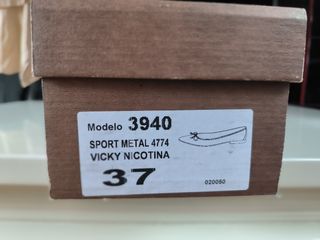 Modelo 3940
SPORT METAL 4774
VICKY NICOTINA
37
020050